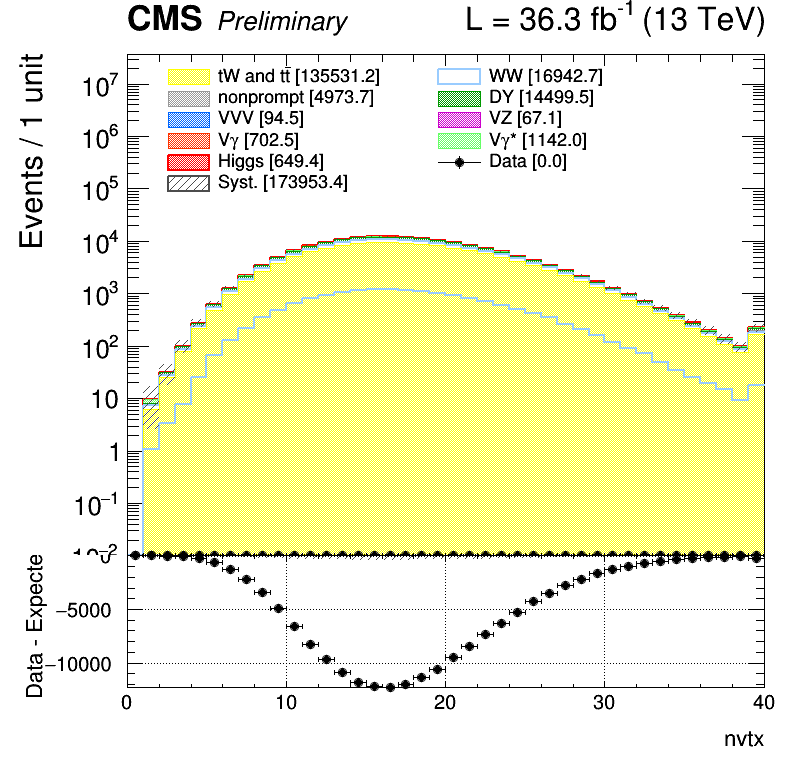 CMS Preliminary L = 36.3 fb⁻¹ (13 TeV)
Events / 1 unit
10⁷
10⁶
10⁵
10⁴
10³
10²
10
1
10⁻¹
tW and tt̄ [135531.2]
nonprompt [4973.7]
VVV [94.5]
Vγ [702.5]
Higgs [649.4]
Syst. [173953.4]
WW [16942.7]
DY [14499.5]
VZ [67.1]
Vγ* [1142.0]
Data [0.0]
Data - Expecte
−5000
−10000
0 10 20 30 40
nvtx